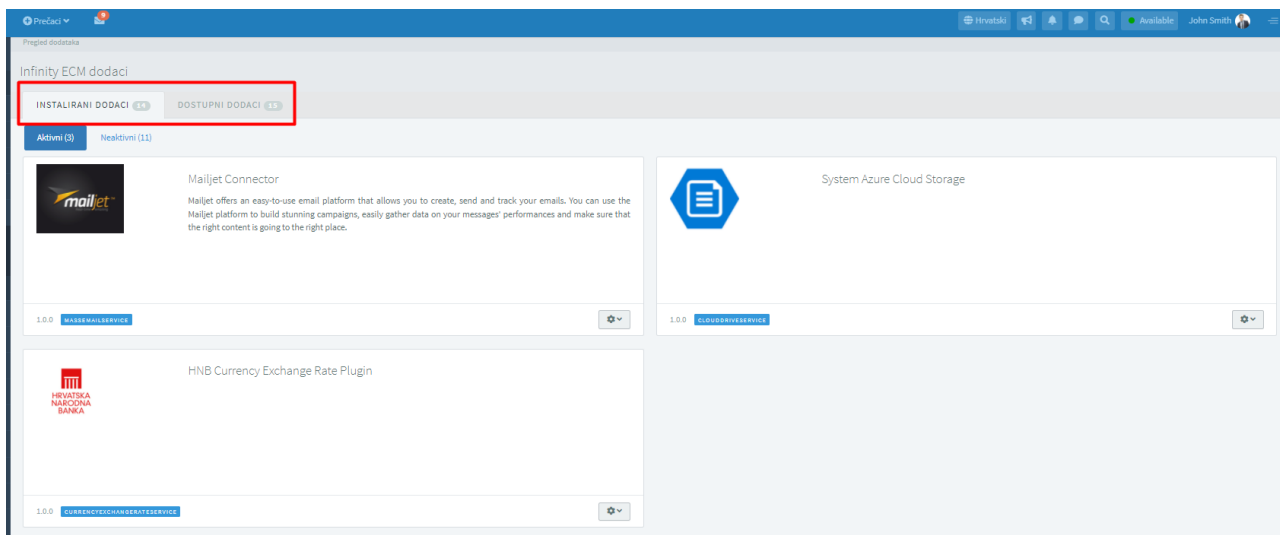 Prečaci
9
Hrvatski
Available
John Smith
Pregled dodataka
Infinity ECM dodaci
INSTALIRANI DODACI 14
DOSTUPNI DODACI 15
Aktivni (3)
Neaktivni (11)
mailjet
Mailjet Connector
Mailjet offers an easy-to-use email platform that allows you to create, send and track your emails. You can use the
Mailjet platform to build stunning campaigns, easily gather data on your messages' performances and make sure that
the right content is going to the right place.
1.0.0 MASSEMAILSERVICE
System Azure Cloud Storage
1.0.0 CLOUDDRIVESERVICE
HRVATSKA
NARODNA
BANKA
HNB Currency Exchange Rate Plugin
1.0.0 CURRENCYEXCHANGERATESERVICE